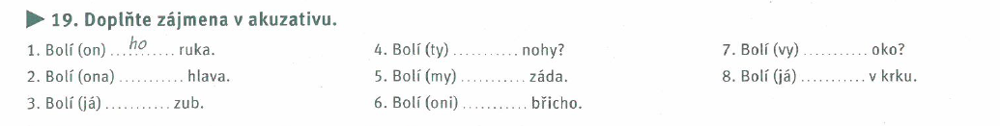 ▶ 19. Doplňte zájmena v akuzativu.
1. Bolí (on) ....ho..... ruka.
2. Bolí (ona) ........... hlava.
3. Bolí (já) ........... zub.
4. Bolí (ty) ........... nohy?
5. Bolí (my) ........... záda.
6. Bolí (oni) ........... břicho.
7. Bolí (vy) ........... oko?
8. Bolí (já) ........... v krku.